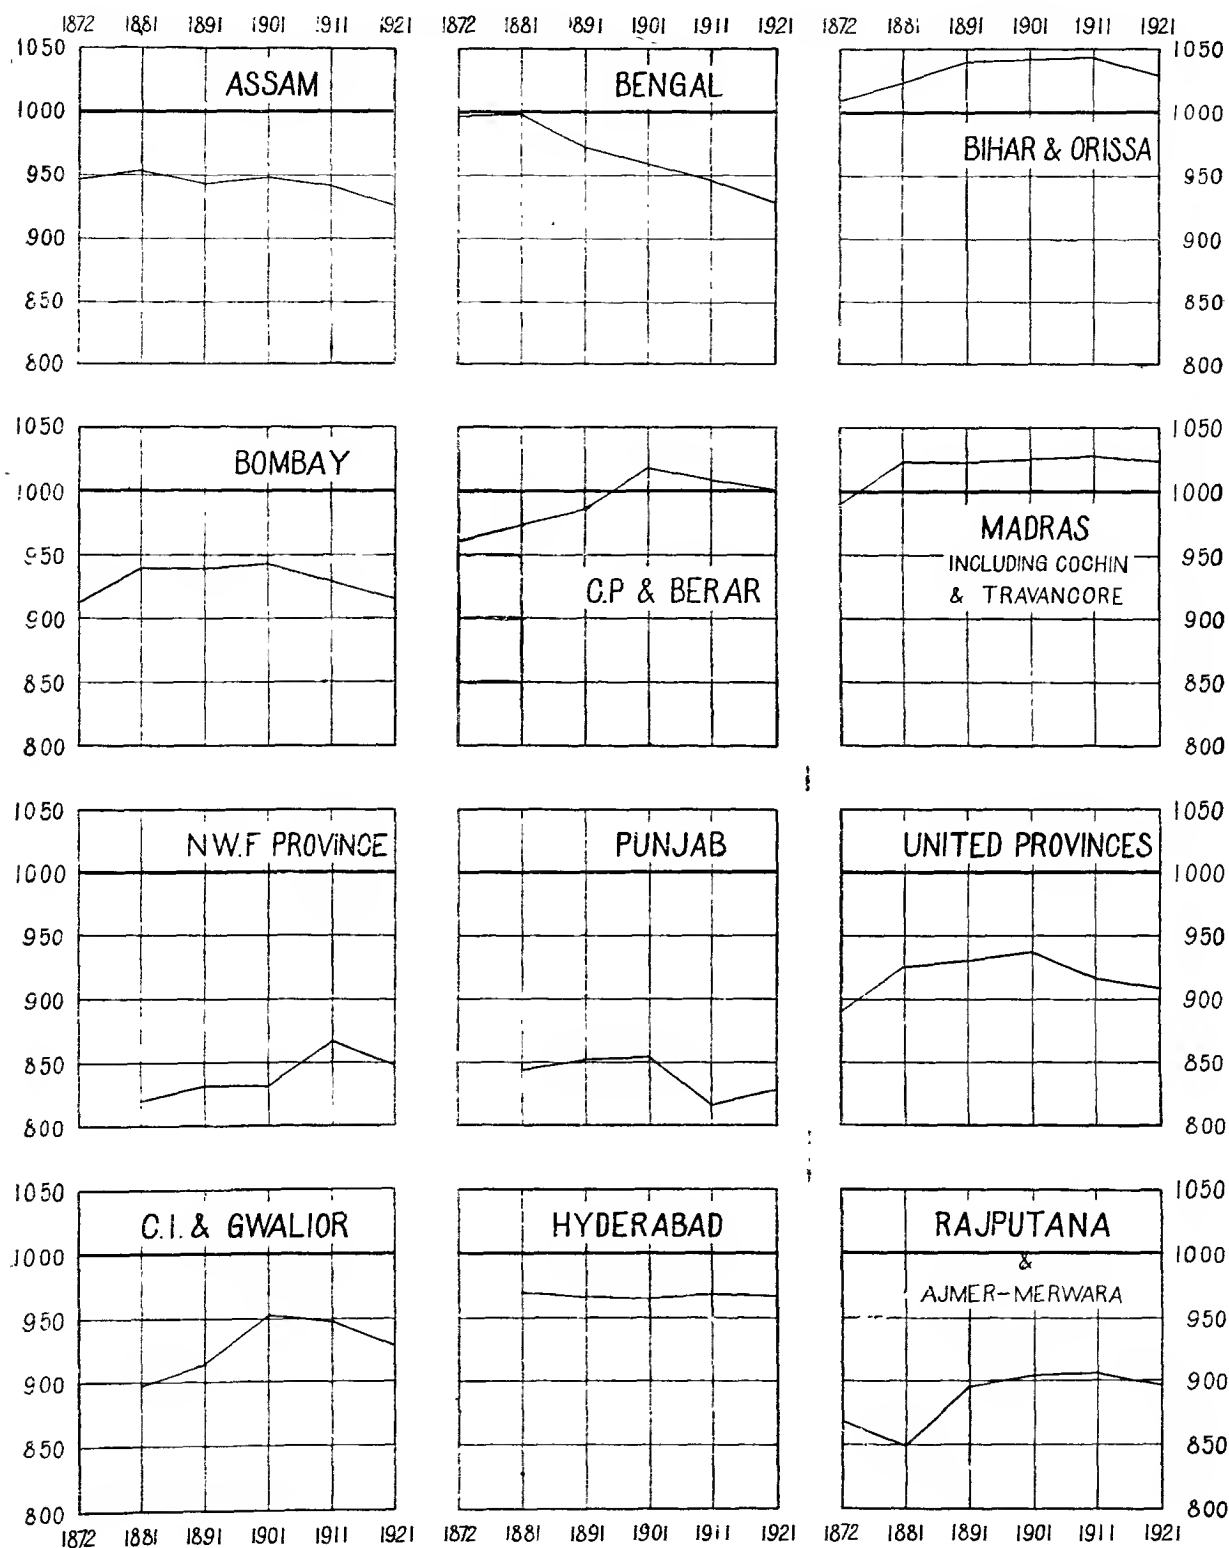 1872 1881 1891 1901 1911 1921 1872 1881 1891 1901 1911 1921 1872 1881 1891 1901 1911 1921
1050 1050
ASSAM BENGAL
1000 1000
BIHAR & ORISSA
950 950
900 900
850 850
800 800
1050 1050
BOMBAY
1000 1000
MADRAS
950 950
INCLUDING COCHIN
C.P & BERAR
& TRAVANCORE
900 900
850 850
800 800
1050 1050
N W.F PROVINCE PUNJAB UNITED PROVINCES
1000 1000
950 950
900 900
850 850
800 800
1050 1050
C.I. & GWALIOR HYDERABAD RAJPUTANA
1000 1000
&
AJMER-MERWARA
950 950
900 900
850 850
800 800
1872 1881 1891 1901 1911 1921 1872 1881 1891 1901 1911 1921 1872 1881 1891 1901 1911 1921